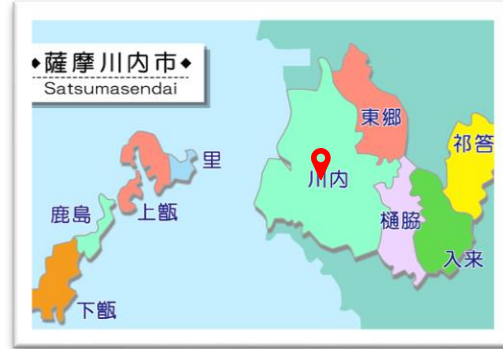 ◆薩摩川内市◆
Satsumasendai
東郷
祁答
里
川内
鹿島
上甑
樋脇
入来
下甑